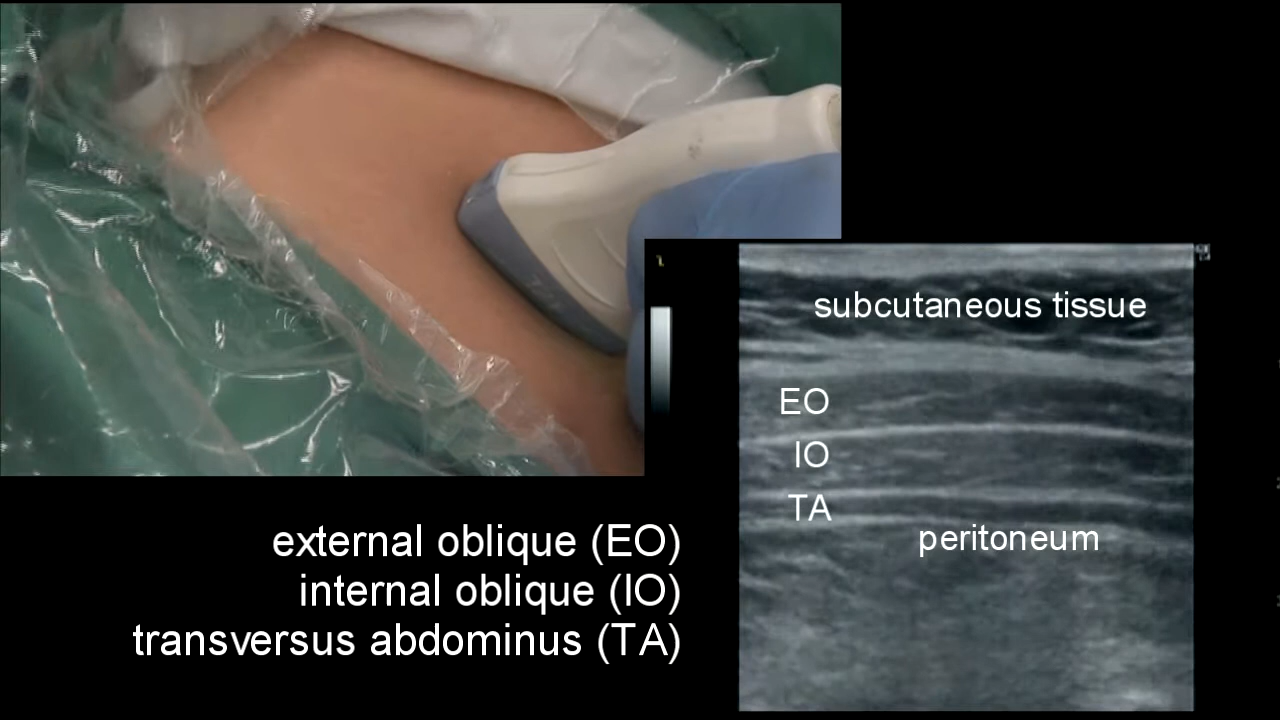 subcutaneous tissue
EO
IO
TA
peritoneum
external oblique (EO)
internal oblique (IO)
transversus abdominus (TA)